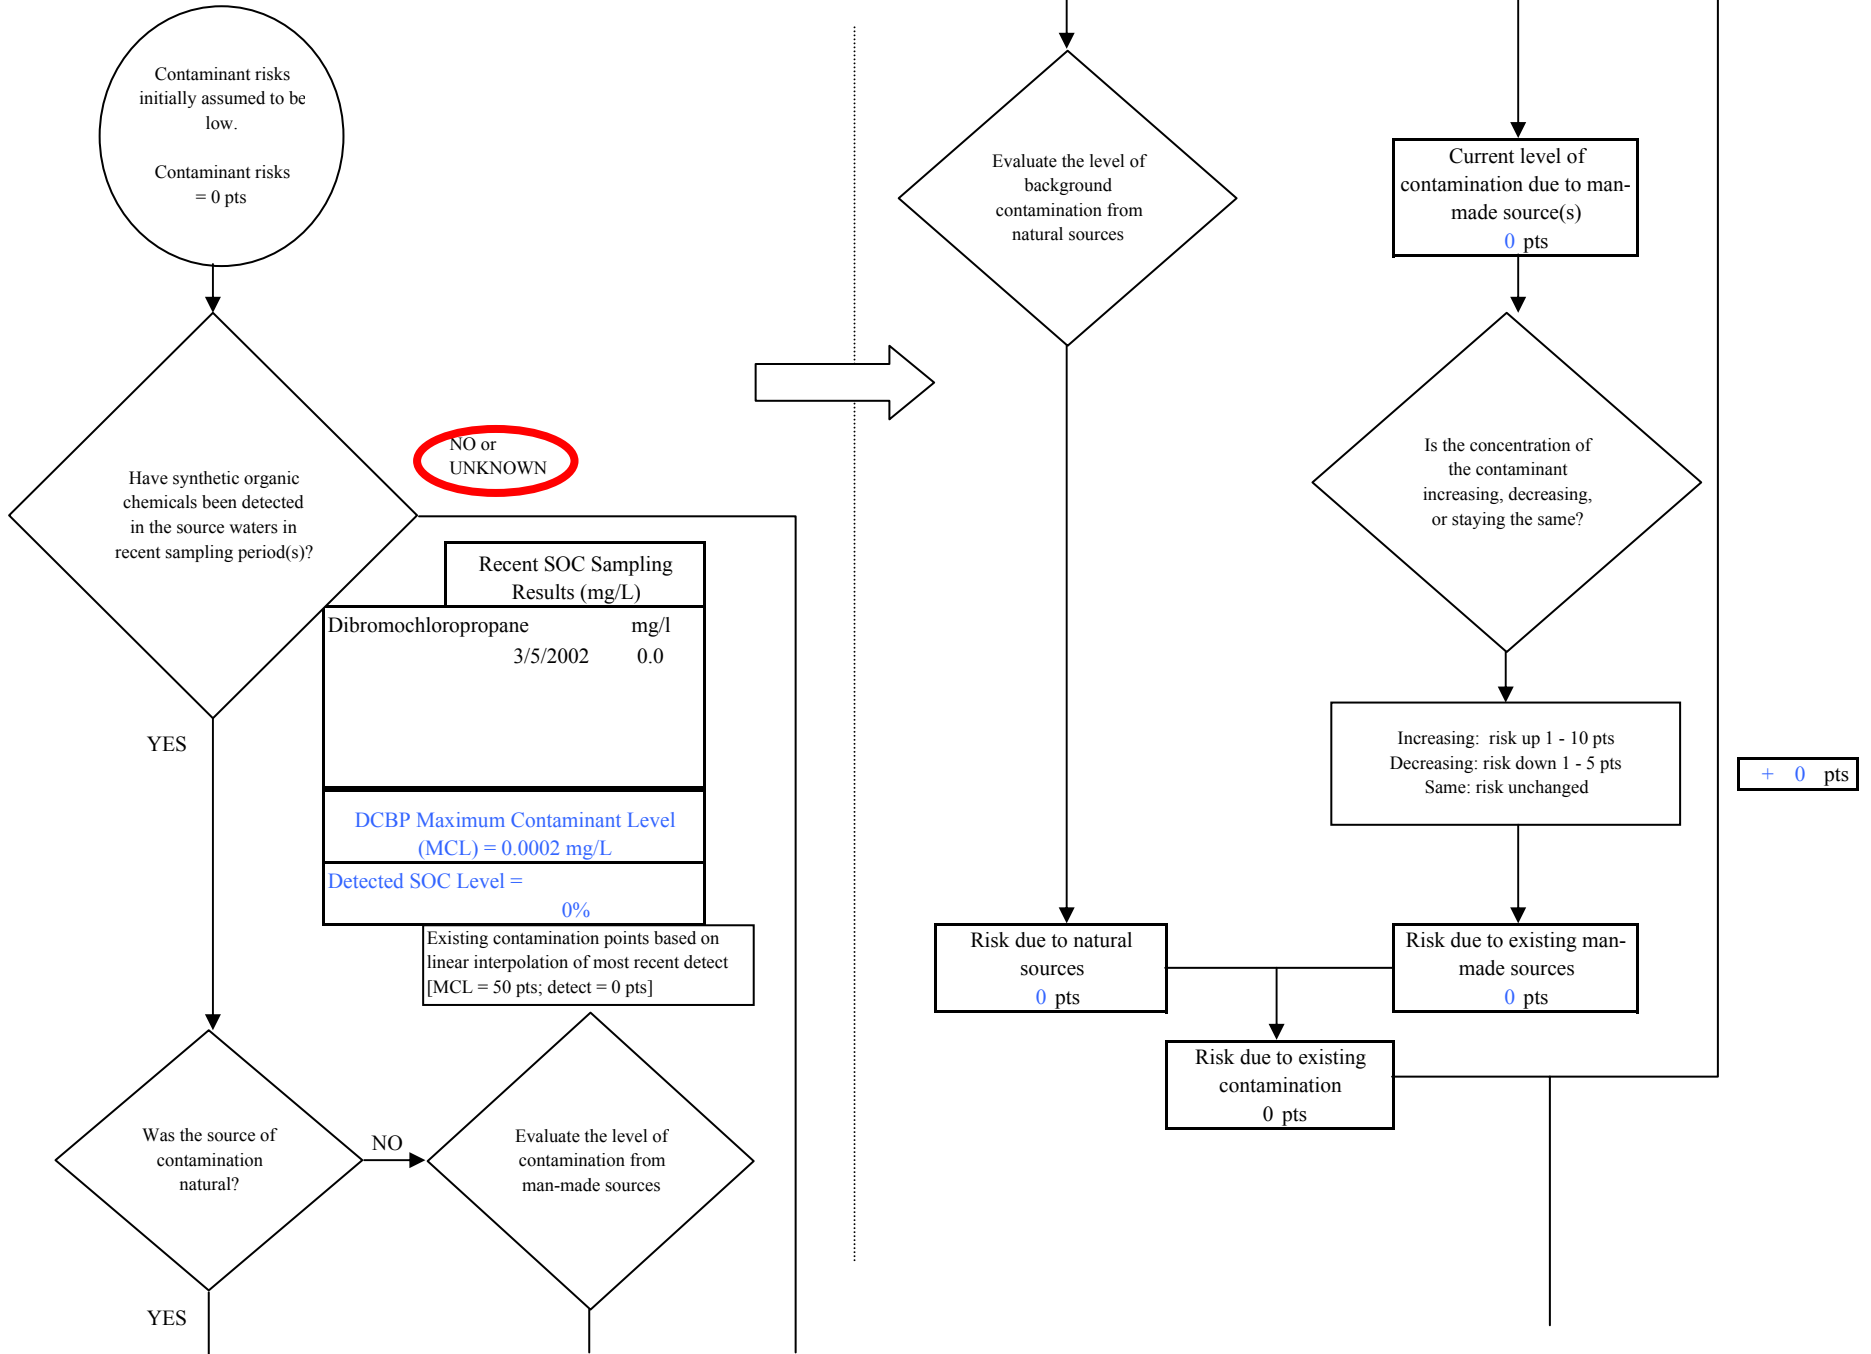 Contaminant risks
initially assumed to be
low.
Contaminant risks
= 0 pts
Have synthetic organic
chemicals been detected
in the source waters in
recent sampling period(s)?
NO or
UNKNOWN
Recent SOC Sampling
Results (mg/L)
Dibromochloropropane mg/l
3/5/2002 0.0
DCBP Maximum Contaminant Level
(MCL) = 0.0002 mg/L
Detected SOC Level =
0%
Existing contamination points based on
linear interpolation of most recent detect
[MCL = 50 pts; detect = 0 pts]
YES
Was the source of
contamination
natural?
NO
Evaluate the level of
contamination from
man-made sources
YES
Evaluate the level of
background
contamination from
natural sources
Current level of
contamination due to man-
made source(s)
0 pts
Is the concentration of
the contaminant
increasing, decreasing,
or staying the same?
Increasing: risk up 1 - 10 pts
Decreasing: risk down 1 - 5 pts
Same: risk unchanged
+ 0 pts
Risk due to natural
sources
0 pts
Risk due to existing man-
made sources
0 pts
Risk due to existing
contamination
0 pts